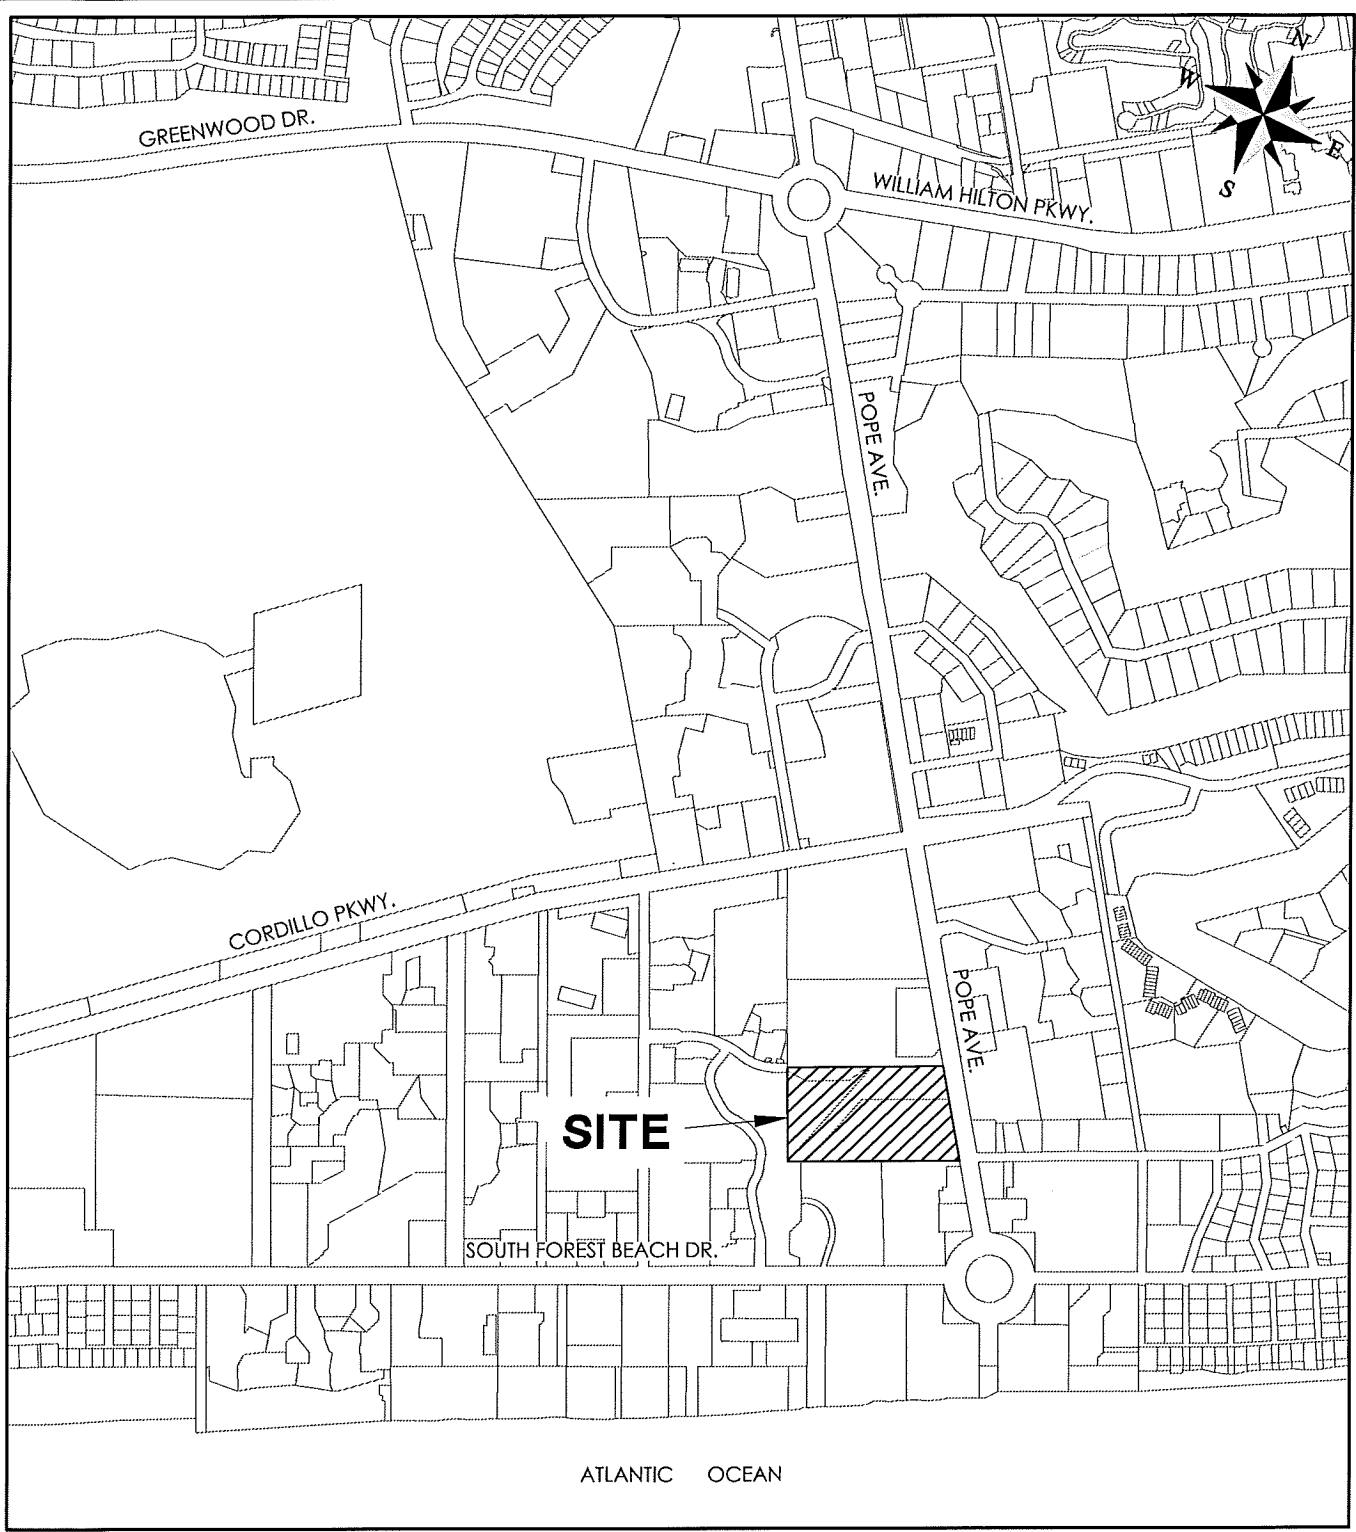 N
W
E
S
GREENWOOD DR.
WILLIAM HILTON PKWY.
POPE AVE.
CORDILLO PKWY.
POPE AVE.
SITE
SOUTH FOREST BEACH DR.
ATLANTIC OCEAN